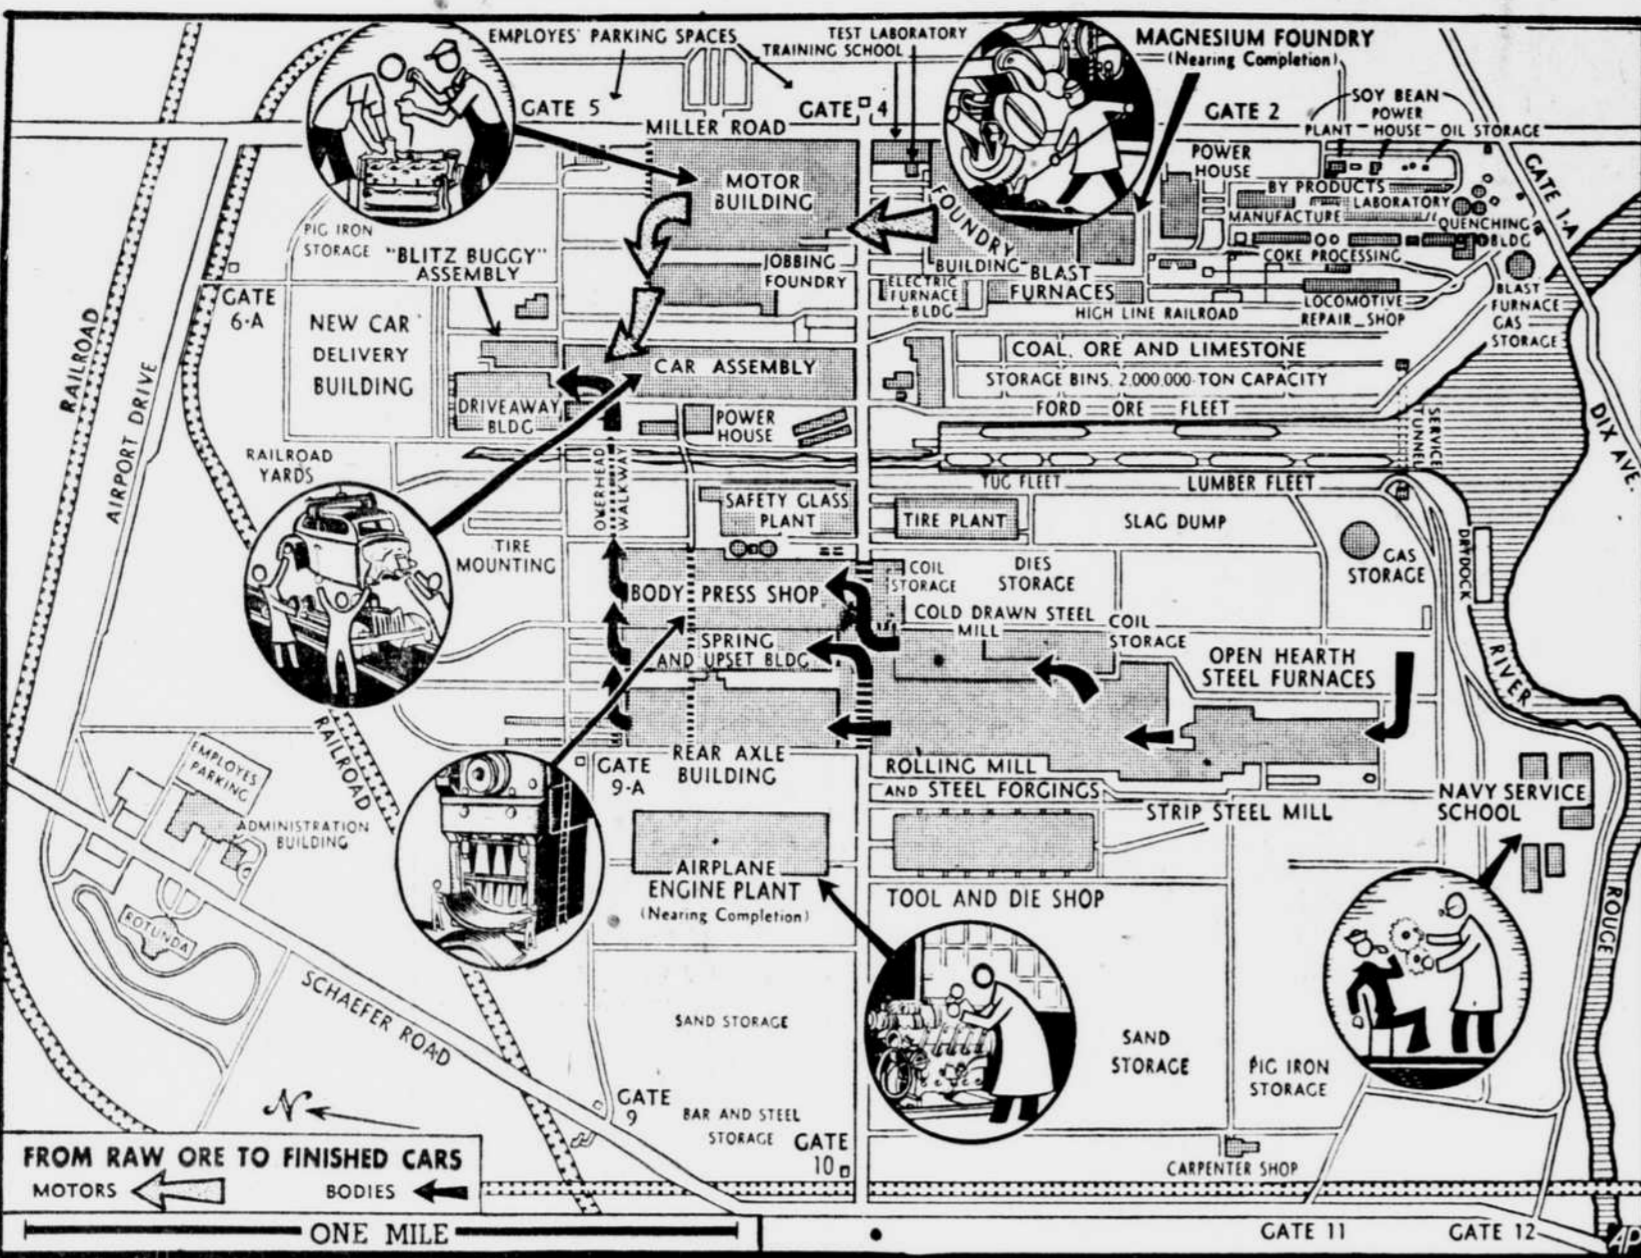 EMPLOYES' PARKING SPACES
TEST LABORATORY
TRAINING SCHOOL
MAGNESIUM FOUNDRY
(Nearing Completion)
GATE 5
GATE 4
GATE 2
MILLER ROAD
SOY BEAN
POWER
PLANT HOUSE OIL STORAGE
GATE 1-A
MOTOR
BUILDING
POWER
HOUSE
BY PRODUCTS
LABORATORY
MANUFACTURE
QUENCHING
BLDG
COKE PROCESSING
FOUNDRY
BUILDING
PIG IRON
STORAGE
"BLITZ BUGGY"
ASSEMBLY
JOBBING
FOUNDRY
ELECTRIC
FURNACE
BLDG
BLAST
FURNACES
HIGH LINE RAILROAD
LOCOMOTIVE
REPAIR SHOP
BLAST
FURNACE
GAS
STORAGE
GATE
6-A
NEW CAR
DELIVERY
BUILDING
RAILROAD
AIRPORT DRIVE
CAR ASSEMBLY
COAL, ORE AND LIMESTONE
STORAGE BINS, 2,000,000-TON CAPACITY
DRIVEAWAY
BLDG
POWER
HOUSE
FORD ORE FLEET
SERVICE
TUNNEL
DIX AVE.
RAILROAD
YARDS
OVERHEAD
WALKWAY
TUG FLEET
LUMBER FLEET
SAFETY GLASS
PLANT
TIRE PLANT
SLAG DUMP
TIRE
MOUNTING
GAS
STORAGE
DRYDOCK
BODY PRESS SHOP
COIL
STORAGE
DIES
STORAGE
COLD DRAWN STEEL
MILL
COIL
STORAGE
SPRING
AND UPSET BLDG
OPEN HEARTH
STEEL FURNACES
RIVER
RAILROAD
REAR AXLE
BUILDING
GATE
9-A
ROLLING MILL
AND STEEL FORGINGS
STRIP STEEL MILL
NAVY SERVICE
SCHOOL
EMPLOYES
PARKING
ADMINISTRATION
BUILDING
AIRPLANE
ENGINE PLANT
(Nearing Completion)
TOOL AND DIE SHOP
ROUGE
ROTUNDA
SCHAEFER ROAD
SAND STORAGE
SAND
STORAGE
PIG IRON
STORAGE
N
GATE
9
BAR AND STEEL
STORAGE
GATE
10
CARPENTER SHOP
FROM RAW ORE TO FINISHED CARS
MOTORS
BODIES
ONE MILE
GATE 11
GATE 12
AP